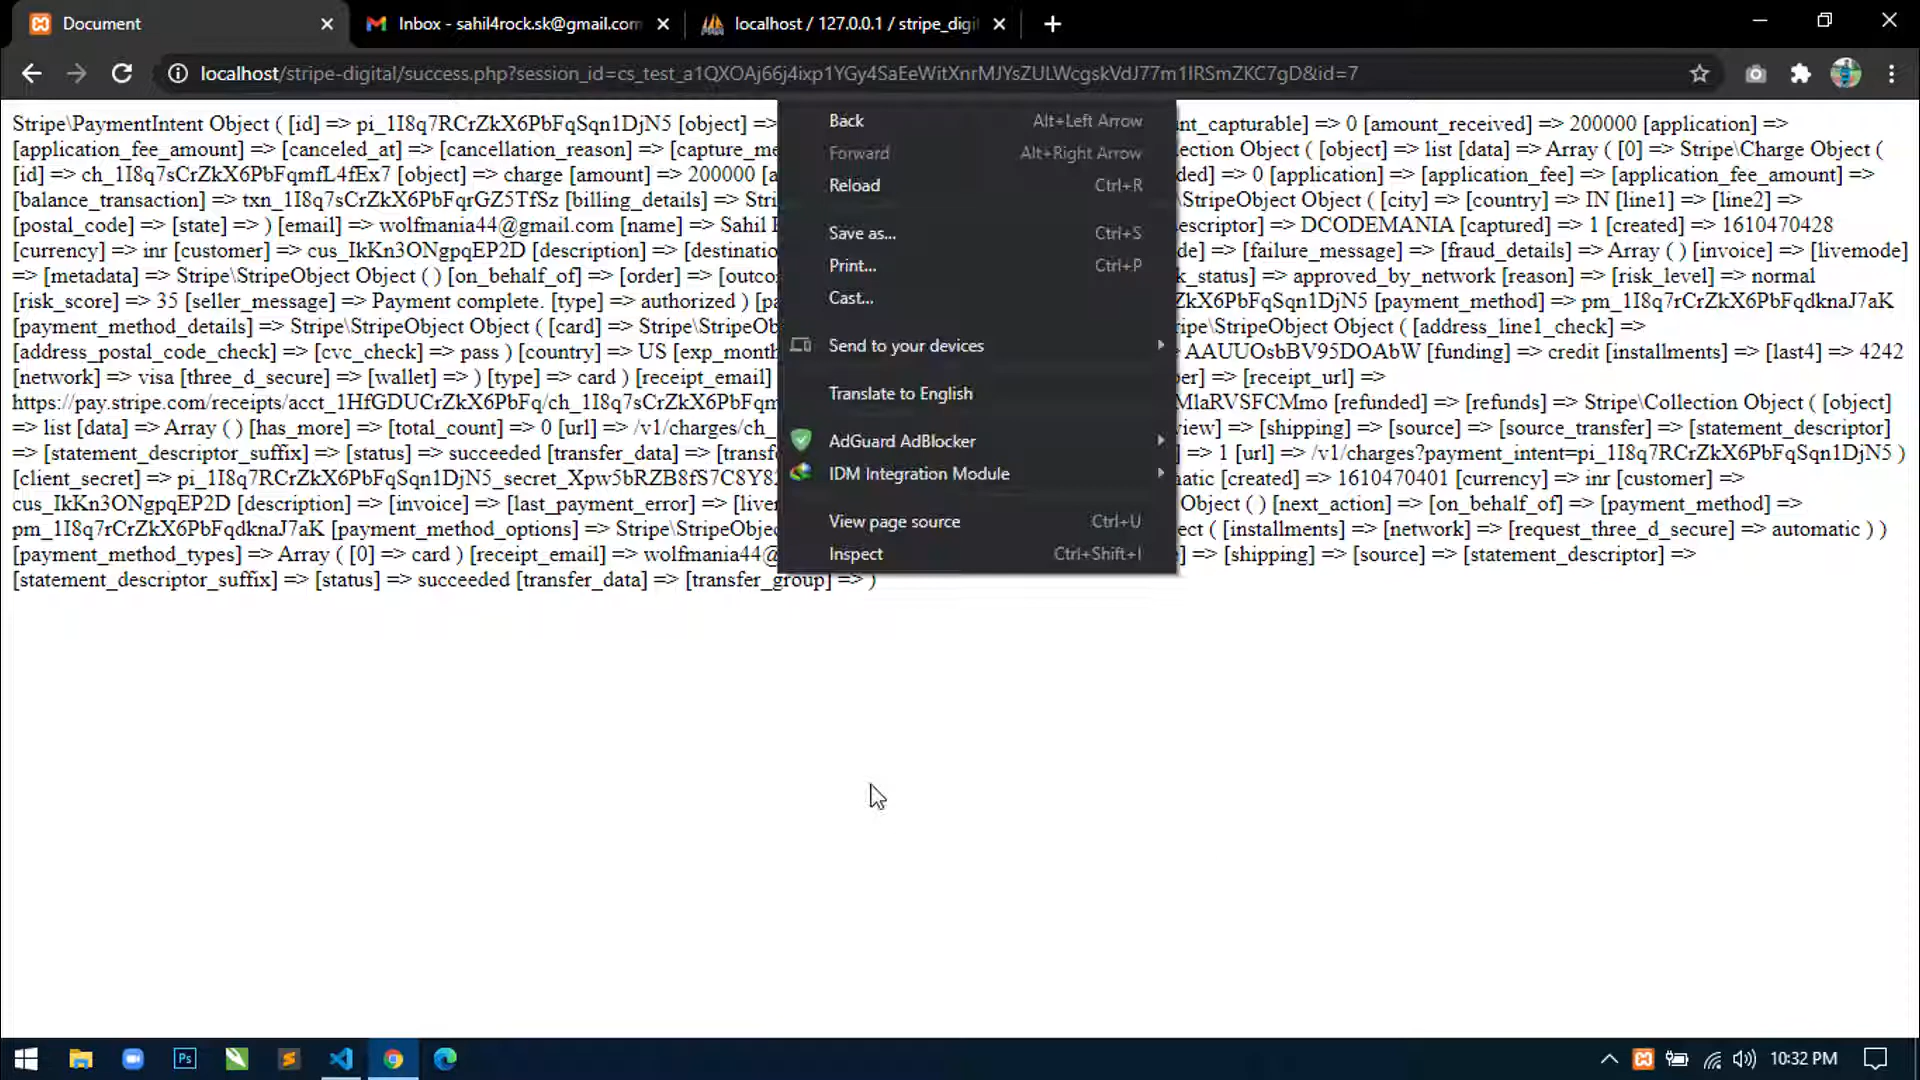 Document
Inbox - sahil4rock.sk@gmail.com
localhost / 127.0.0.1 / stripe_digi
localhost/stripe-digital/success.php?session_id=cs_test_a1QXOAj66j4ixp1YGy4SaEeWitXnrMJYsZULWcgskVdJ77m1lRSmZKC7gD&id=7
Stripe\PaymentIntent Object ( [id] => pi_1I8q7RCrZkX6PbFqSqn1DjN5 [object] => nt_capturable] => 0 [amount_received] => 200000 [application] =>
[application_fee_amount] => [canceled_at] => [cancellation_reason] => [capture_me lection Object ( [object] => list [data] => Array ( [0] => Stripe\Charge Object (
[id] => ch_1I8q7sCrZkX6PbFqmfL4fEx7 [object] => charge [amount] => 200000 [a ded] => 0 [application] => [application_fee] => [application_fee_amount] =>
[balance_transaction] => txn_1I8q7sCrZkX6PbFqrGZ5TfSz [billing_details] => Stri \StripeObject Object ( [city] => [country] => IN [line1] => [line2] =>
[postal_code] => [state] => ) [email] => wolfmania44@gmail.com [name] => Sahil escriptor] => DCODEMANIA [captured] => 1 [created] => 1610470428
[currency] => inr [customer] => cus_IkKn3ONgpqEP2D [description] => [destinatio de] => [failure_message] => [fraud_details] => Array ( ) [invoice] => [livemode]
=> [metadata] => Stripe\StripeObject Object ( ) [on_behalf_of] => [order] => [outco k_status] => approved_by_network [reason] => [risk_level] => normal
[risk_score] => 35 [seller_message] => Payment complete. [type] => authorized ) [pa ZkX6PbFqSqn1DjN5 [payment_method] => pm_1I8q7rCrZkX6PbFqdknaJ7aK
[payment_method_details] => Stripe\StripeObject Object ( [card] => Stripe\StripeOb ripe\StripeObject Object ( [address_line1_check] =>
[address_postal_code_check] => [cvc_check] => pass ) [country] => US [exp_month AAUUOsbBV95DOAbW [funding] => credit [installments] => [last4] => 4242
[network] => visa [three_d_secure] => [wallet] => ) [type] => card ) [receipt_email] ber] => [receipt_url] =>
https://pay.stripe.com/receipts/acct_1HfGDUCrZkX6PbFq/ch_1I8q7sCrZkX6PbFqm MlaRVSFCMmo [refunded] => [refunds] => Stripe\Collection Object ( [object]
=> list [data] => Array ( ) [has_more] => [total_count] => 0 [url] => /v1/charges/ch_ view] => [shipping] => [source] => [source_transfer] => [statement_descriptor]
=> [statement_descriptor_suffix] => [status] => succeeded [transfer_data] => [transf => 1 [url] => /v1/charges?payment_intent=pi_1I8q7RCrZkX6PbFqSqn1DjN5 )
[client_secret] => pi_1I8q7RCrZkX6PbFqSqn1DjN5_secret_Xpw5bRZB8fS7C8Y8 atic [created] => 1610470401 [currency] => inr [customer] =>
cus_IkKn3ONgpqEP2D [description] => [invoice] => [last_payment_error] => [liver Object ( ) [next_action] => [on_behalf_of] => [payment_method] =>
pm_1I8q7rCrZkX6PbFqdknaJ7aK [payment_method_options] => Stripe\StripeObjec ject ( [installments] => [network] => [request_three_d_secure] => automatic ) )
[payment_method_types] => Array ( [0] => card ) [receipt_email] => wolfmania44@ ] => [shipping] => [source] => [statement_descriptor] =>
[statement_descriptor_suffix] => [status] => succeeded [transfer_data] => [transfer_group] => )
Back Alt+Left Arrow
Forward Alt+Right Arrow
Reload Ctrl+R
Save as... Ctrl+S
Print... Ctrl+P
Cast...
Send to your devices
Translate to English
AdGuard AdBlocker
IDM Integration Module
View page source Ctrl+U
Inspect Ctrl+Shift+I
Ps
10:32 PM